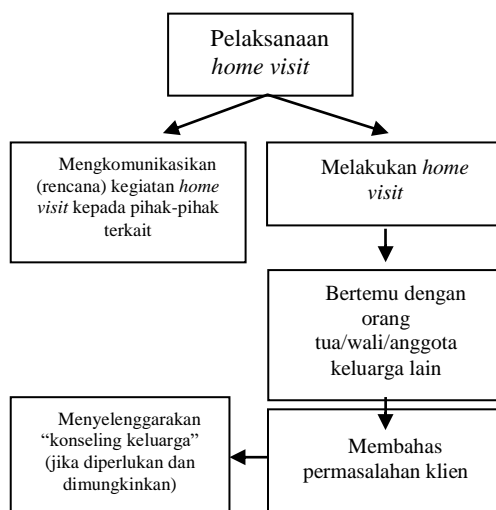 Pelaksanaan
home visit
Mengkomunikasikan
(rencana) kegiatan home
visit kepada pihak-pihak
terkait
Melakukan home
visit
Bertemu dengan
orang
tua/wali/anggota
keluarga lain
Menyelenggarakan
“konseling keluarga”
(jika diperlukan dan
dimungkinkan)
Membahas
permasalahan klien